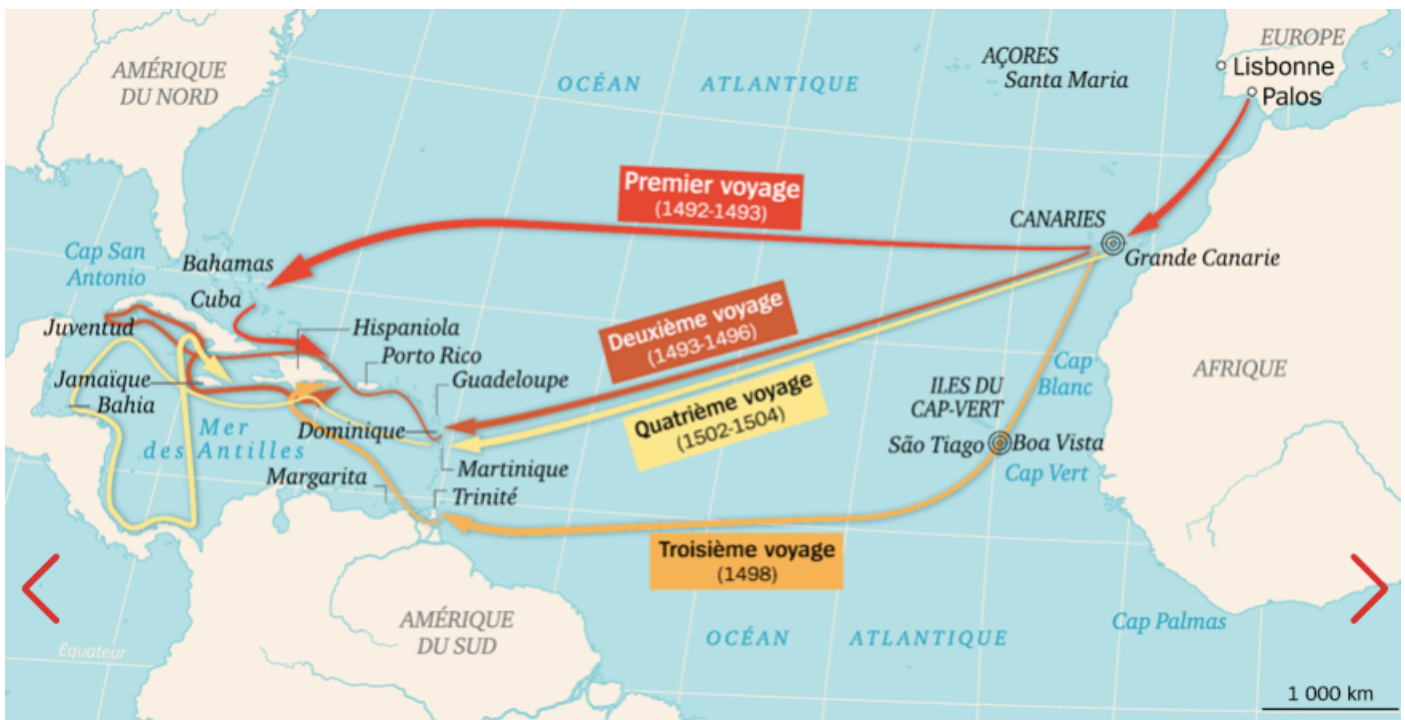 EUROPE
Lisbonne
Palos
AÇORES
Santa Maria
AMÉRIQUE
DU NORD
OCÉAN ATLANTIQUE
Premier voyage
(1492-1493)
CANARIES
Grande Canarie
Cap San
Antonio
Bahamas
Cuba
Juventud
Hispaniola
Porto Rico
Guadeloupe
Jamaïque
Bahia
Deuxième voyage
(1493-1496)
Quatrième voyage
(1502-1504)
Cap
Blanc
AFRIQUE
ILES DU
CAP-VERT
São Tiago
Boa Vista
Cap Vert
Mer
des Antilles
Dominique
Martinique
Margarita
Trinité
Troisième voyage
(1498)
AMÉRIQUE
DU SUD
OCÉAN ATLANTIQUE
Cap Palmas
Équateur
1 000 km